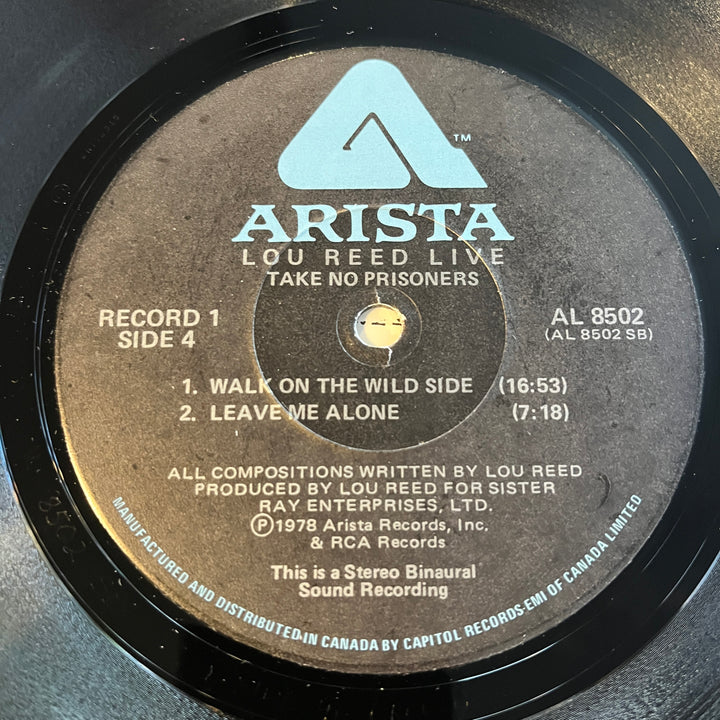 ™
ARISTA
LOU REED LIVE
TAKE NO PRISONERS
RECORD 1
SIDE 4
AL 8502
(AL 8502 SB)
1. WALK ON THE WILD SIDE (16:53)
2. LEAVE ME ALONE (7:18)
ALL COMPOSITIONS WRITTEN BY LOU REED
PRODUCED BY LOU REED FOR SISTER
RAY ENTERPRISES, LTD.
Ⓟ1978 Arista Records, Inc.
& RCA Records
This is a Stereo Binaural
Sound Recording
MANUFACTURED AND DISTRIBUTED IN CANADA BY CAPITOL RECORDS-EMI OF CANADA LIMITED
8502